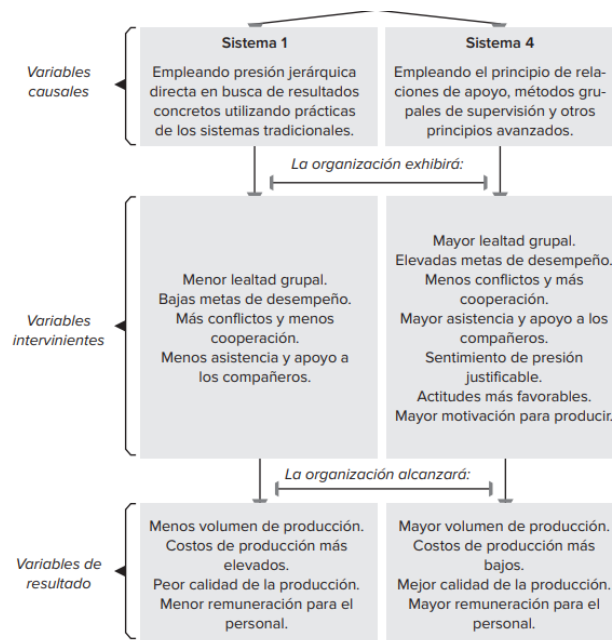 Variables
causales
Sistema 1
Empleando presión jerárquica
directa en busca de resultados
concretos utilizando prácticas
de los sistemas tradicionales.
Sistema 4
Empleando el principio de rela-
ciones de apoyo, métodos gru-
pales de supervisión y otros
principios avanzados.
La organización exhibirá:
Variables
intervinientes
Menor lealtad grupal.
Bajas metas de desempeño.
Más conflictos y menos
cooperación.
Menos asistencia y apoyo a
los compañeros.
Mayor lealtad grupal.
Elevadas metas de desempeño.
Menos conflictos y más
cooperación.
Mayor asistencia y apoyo a los
compañeros.
Sentimiento de presión
justificable.
Actitudes más favorables.
Mayor motivación para producir.
La organización alcanzará:
Variables de
resultado
Menos volumen de producción.
Costos de producción más
elevados.
Peor calidad de la producción.
Menor remuneración para el
personal.
Mayor volumen de producción.
Costos de producción más
bajos.
Mejor calidad de la producción.
Mayor remuneración para el
personal.